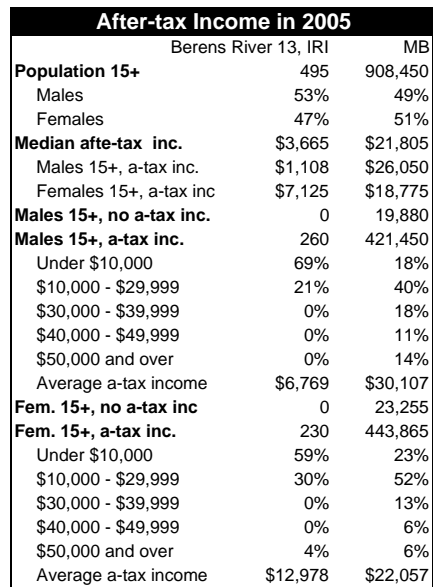 After-tax Income in 2005
Berens River 13, IRI MB
Population 15+ 495 908,450
Males 53% 49%
Females 47% 51%
Median afte-tax inc. $3,665 $21,805
Males 15+, a-tax inc. $1,108 $26,050
Females 15+, a-tax inc $7,125 $18,775
Males 15+, no a-tax inc. 0 19,880
Males 15+, a-tax inc. 260 421,450
Under $10,000 69% 18%
$10,000 - $29,999 21% 40%
$30,000 - $39,999 0% 18%
$40,000 - $49,999 0% 11%
$50,000 and over 0% 14%
Average a-tax income $6,769 $30,107
Fem. 15+, no a-tax inc 0 23,255
Fem. 15+, a-tax inc. 230 443,865
Under $10,000 59% 23%
$10,000 - $29,999 30% 52%
$30,000 - $39,999 0% 13%
$40,000 - $49,999 0% 6%
$50,000 and over 4% 6%
Average a-tax income $12,978 $22,057